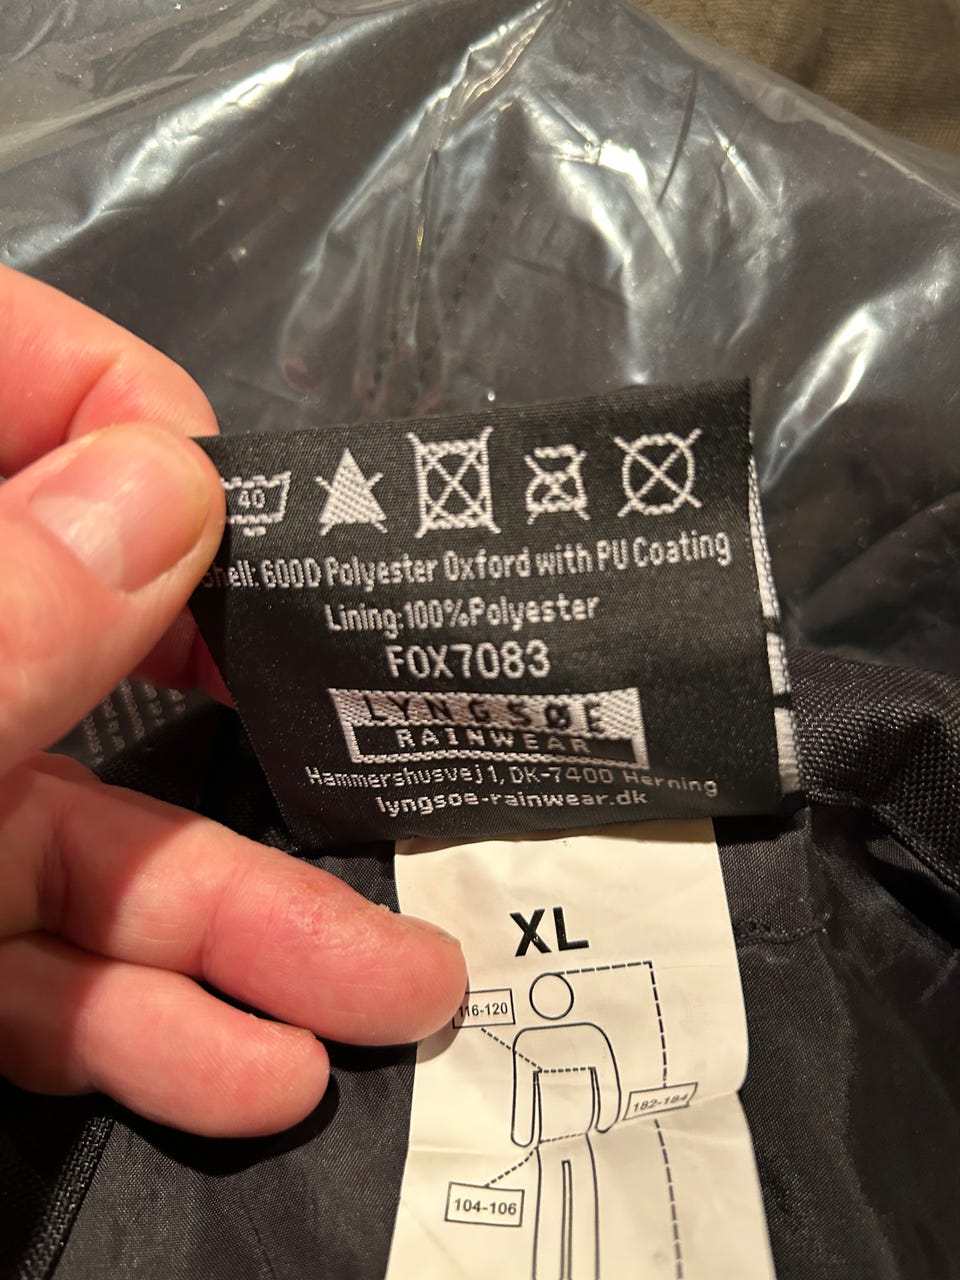 40
Shell: 600D Polyester Oxford with PU Coating
Lining:100%Polyester
FOX7083
LYNGSØE
RAINWEAR
Hammershusvej 1, DK-7400 Herning
lyngsoe-rainwear.dk
XL
116-120
182-184
104-106